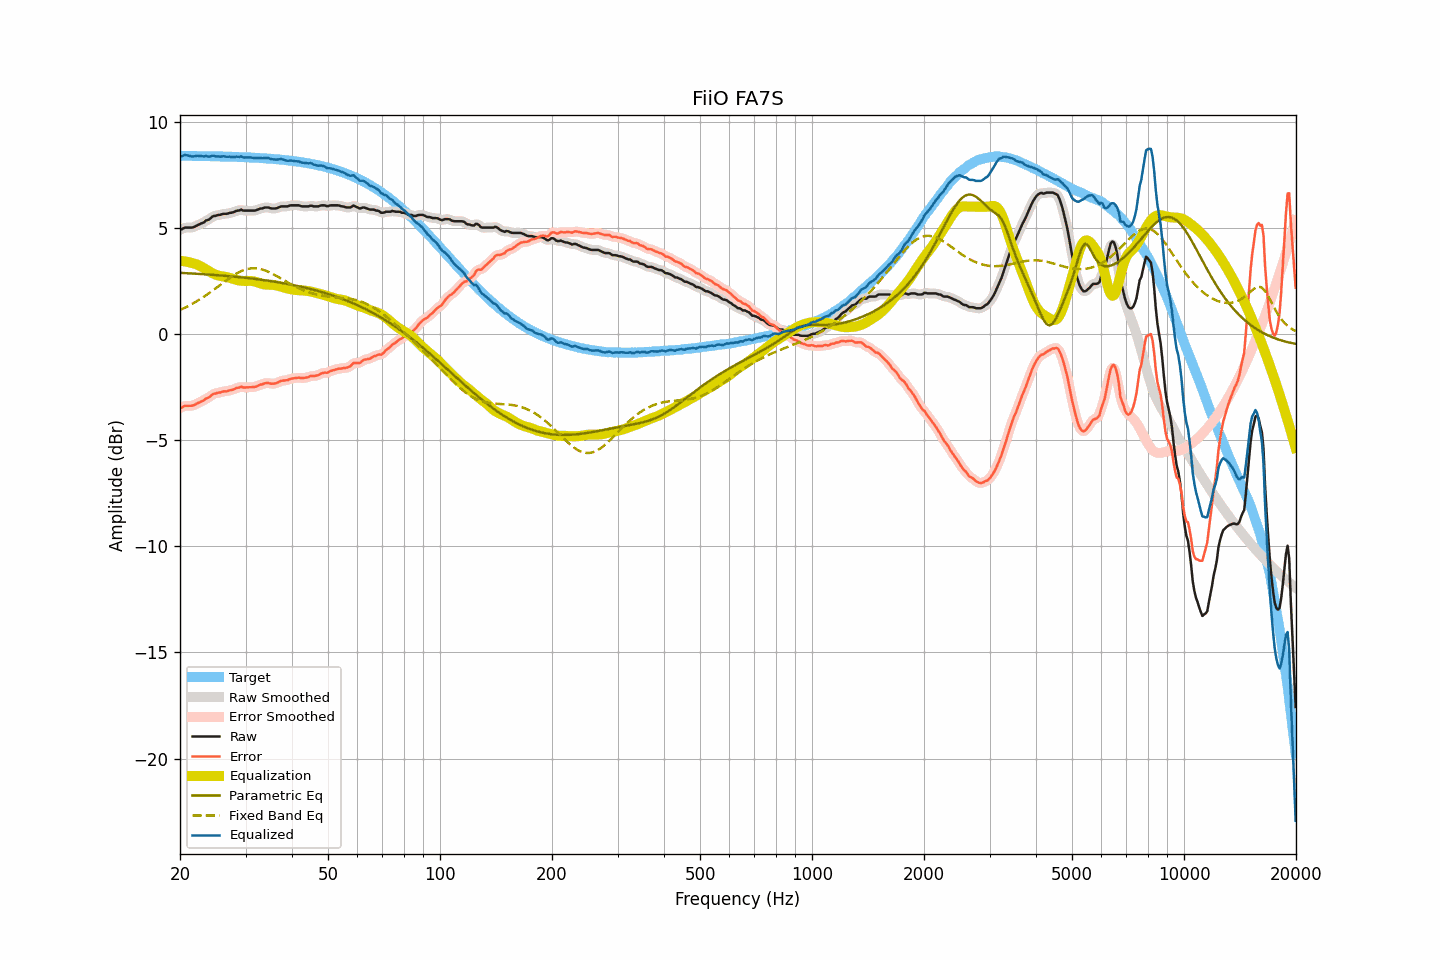 FiiO FA7S
10
5
0
−5
−10
−15
−20
Amplitude (dBr)
Target
Raw Smoothed
Error Smoothed
Raw
Error
Equalization
Parametric Eq
Fixed Band Eq
Equalized
20 50 100 200 500 1000 2000 5000 10000 20000
Frequency (Hz)